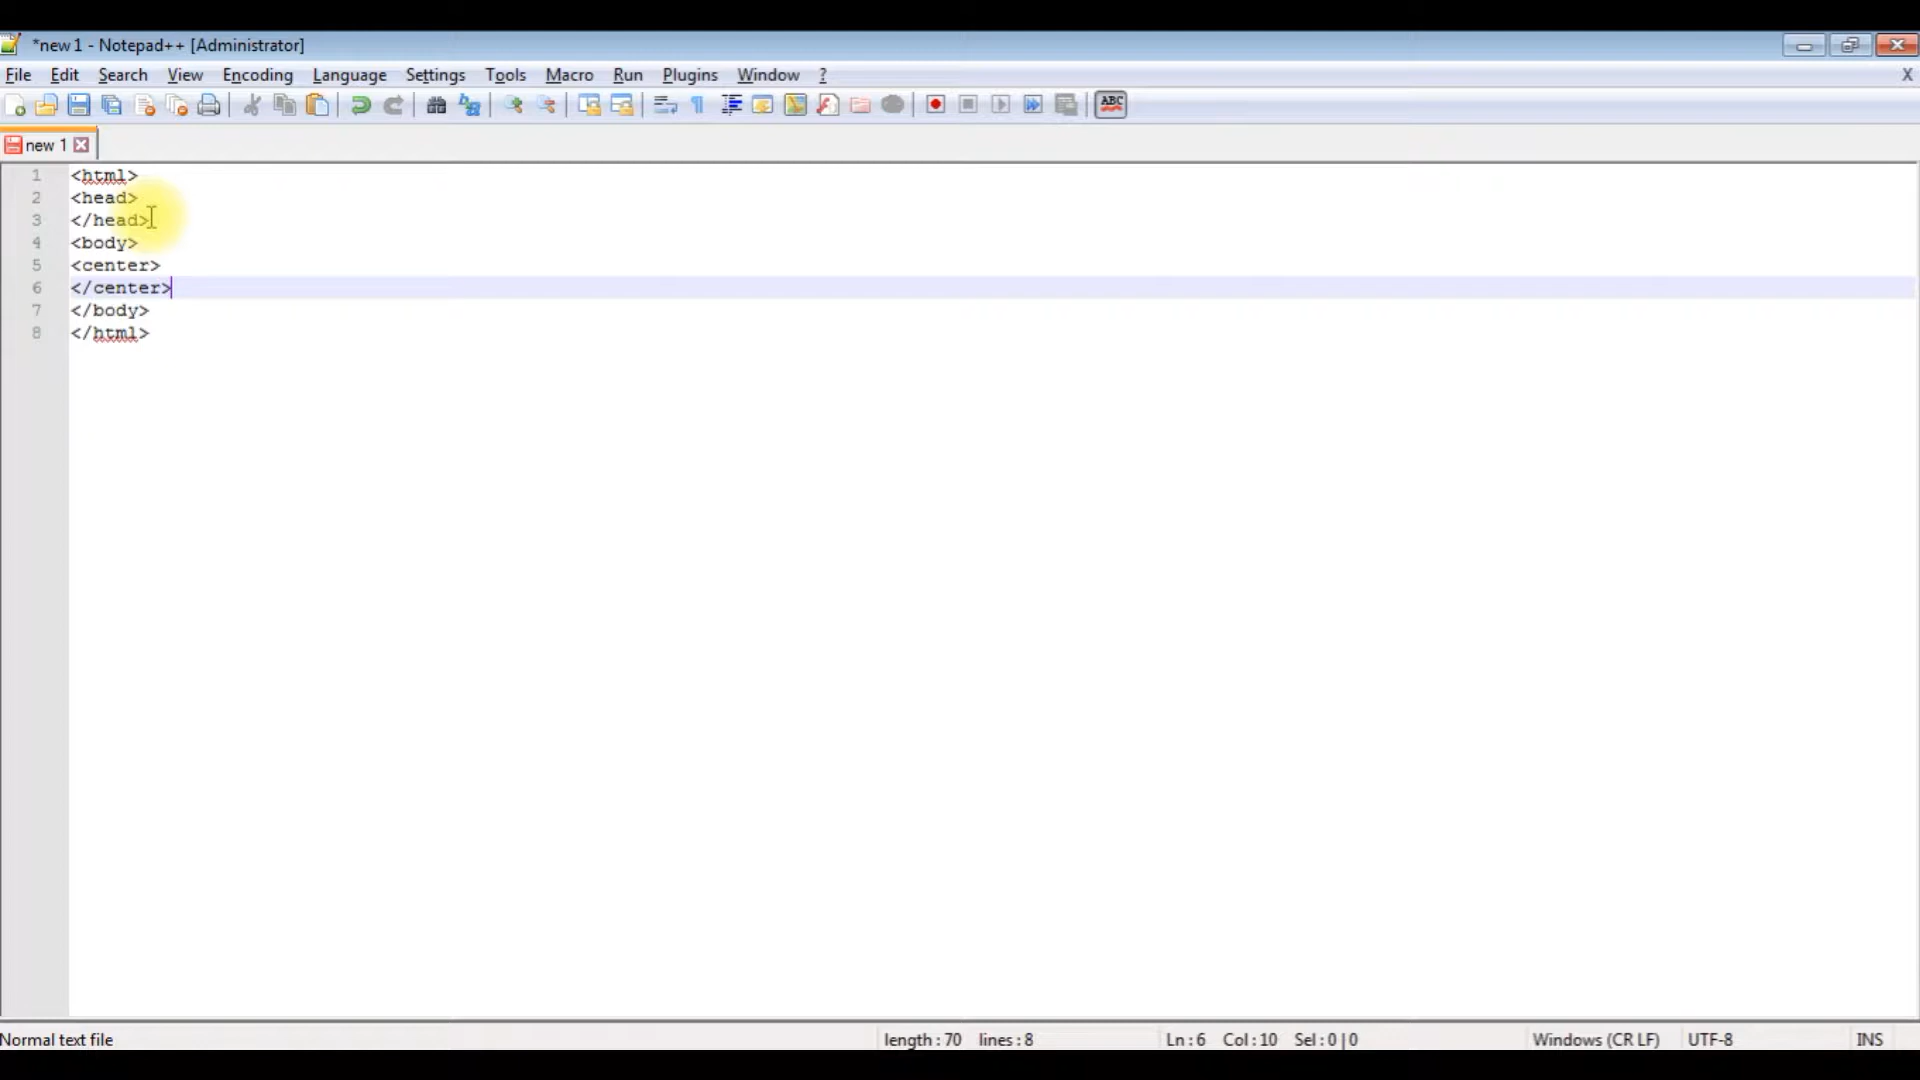 *new 1 - Notepad++ [Administrator]
File Edit Search View Encoding Language Settings Tools Macro Run Plugins Window ? X
ABC
new 1
1 <html>
2 <head>
3 </head>
4 <body>
5 <center>
6 </center>
7 </body>
8 </html>
Normal text file length : 70 lines : 8 Ln : 6 Col : 10 Sel : 0 | 0 Windows (CR LF) UTF-8 INS